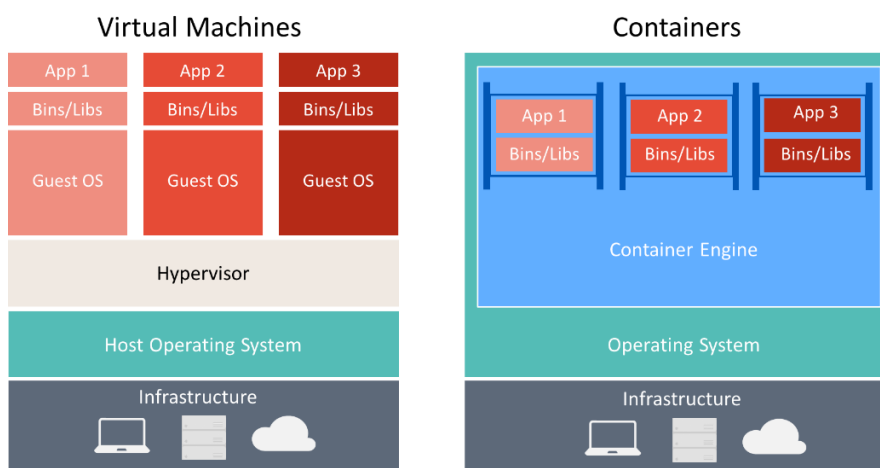 Virtual Machines
App 1
App 2
App 3
Bins/Libs
Bins/Libs
Bins/Libs
Guest OS
Guest OS
Guest OS
Hypervisor
Host Operating System
Infrastructure
Containers
App 1
App 2
App 3
Bins/Libs
Bins/Libs
Bins/Libs
Container Engine
Operating System
Infrastructure